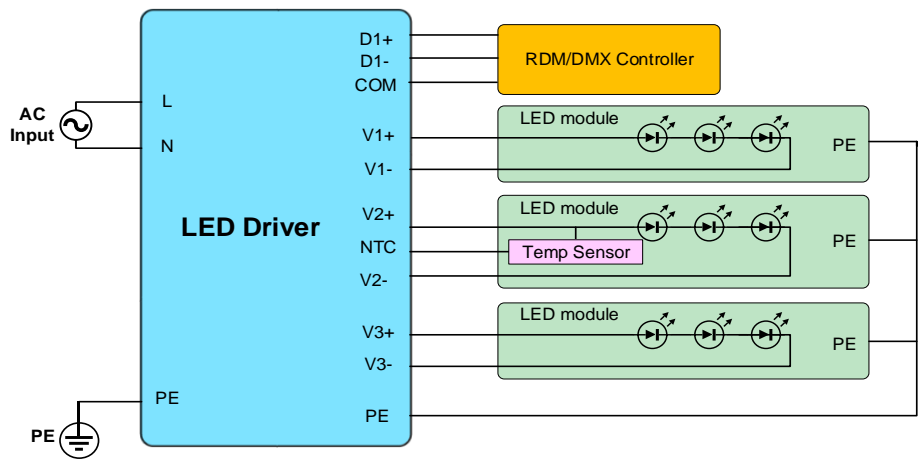 AC
Input
L
N
LED Driver
PE
PE
D1+
D1-
COM
V1+
V1-
V2+
NTC
V2-
V3+
V3-
PE
RDM/DMX Controller
LED module
PE
LED module
Temp Sensor
PE
LED module
PE